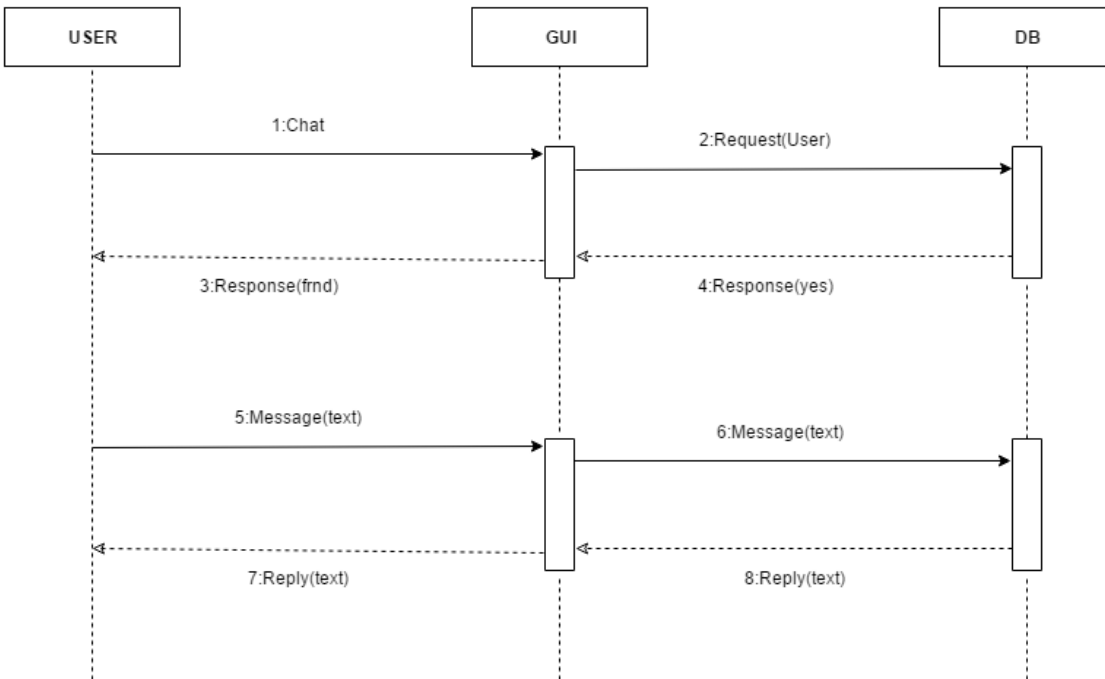 USER
GUI
DB
1:Chat
2:Request(User)
3:Response(frnd)
4:Response(yes)
5:Message(text)
6:Message(text)
7:Reply(text)
8:Reply(text)